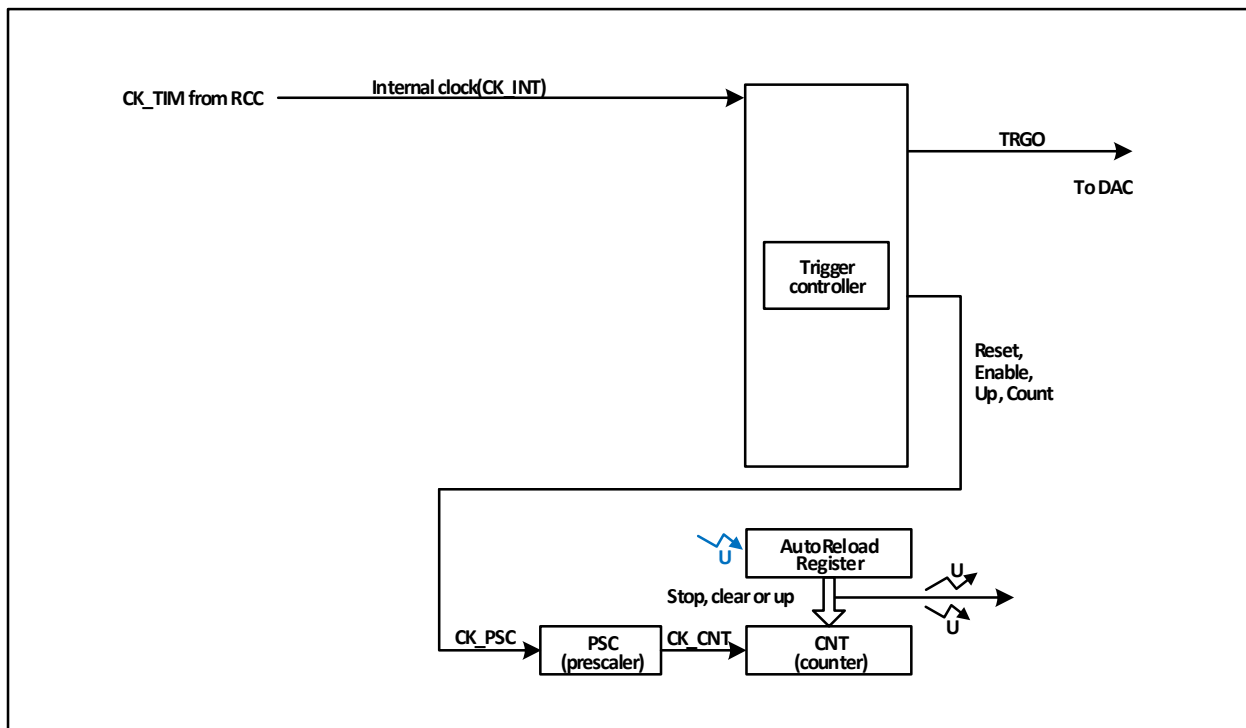 Internal clock(CK_INT)
CK_TIM from RCC
TRGO
To DAC
Trigger
controller
Reset,
Enable,
Up, Count
AutoReload
Register
U
U
Stop, clear or up
U
CK_PSC
PSC
(prescaler)
CK_CNT
CNT
(counter)